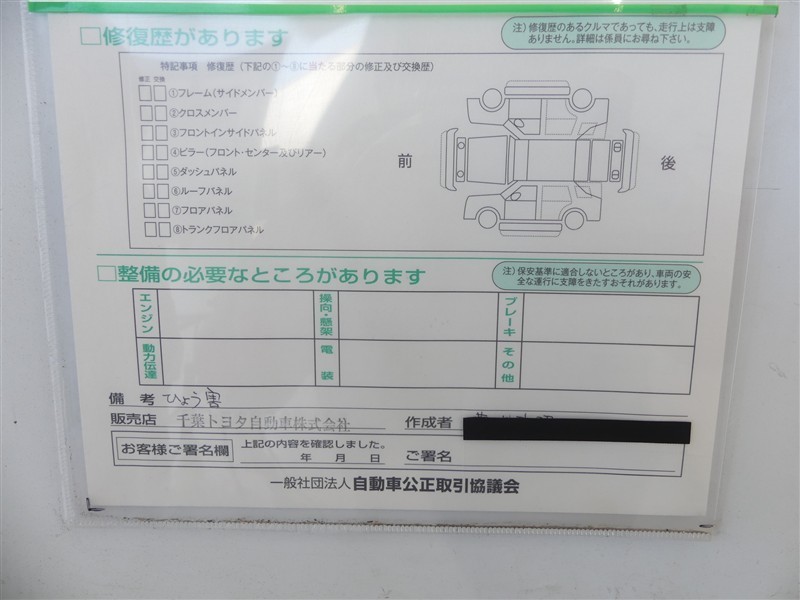 □修復歴があります
注）修復歴のあるクルマであっても、走行上は支障
ありません。詳細は係員にお尋ね下さい。
特記事項 修復歴（下記の①～⑧に当たる部分の修正及び交換歴）
修正 交換
①フレーム（サイドメンバー）
②クロスメンバー
③フロントインサイドパネル
④ピラー（フロント・センター及びリアー）
⑤ダッシュパネル
⑥ルーフパネル
⑦フロアパネル
⑧トランクフロアパネル
前
後
□整備の必要なところがあります
注）保安基準に適合しないところがあり、車両の安
全な運行に支障をきたすおそれがあります。
エンジン
操向・懸架
ブレーキ
動力伝達
電装
その他
備考 ひょう害
販売店 千葉トヨタ自動車株式会社 作成者
お客様ご署名欄
上記の内容を確認しました。
年 月 日 ご署名
一般社団法人 自動車公正取引協議会